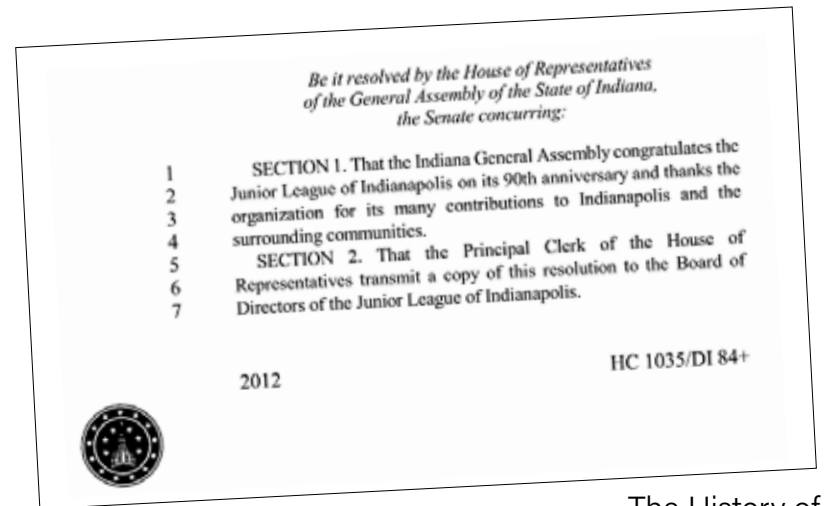 Be it resolved by the House of Representatives
of the General Assembly of the State of Indiana,
the Senate concurring:
1 SECTION 1. That the Indiana General Assembly congratulates the
2 Junior League of Indianapolis on its 90th anniversary and thanks the
3 organization for its many contributions to Indianapolis and the
4 surrounding communities.
5 SECTION 2. That the Principal Clerk of the House of
6 Representatives transmit a copy of this resolution to the Board of
7 Directors of the Junior League of Indianapolis.
2012 HC 1035/DI 84+
The History of